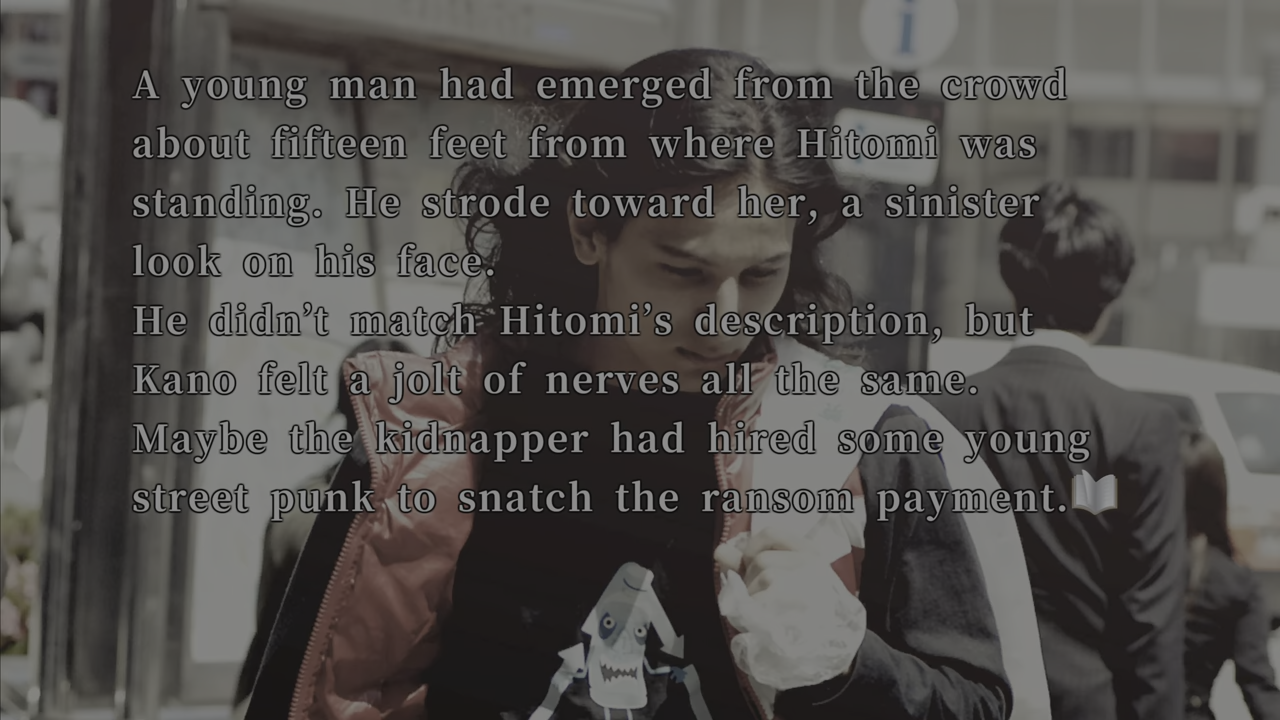 A young man had emerged from the crowd
about fifteen feet from where Hitomi was
standing. He strode toward her, a sinister
look on his face.
He didn’t match Hitomi’s description, but
Kano felt a jolt of nerves all the same.
Maybe the kidnapper had hired some young
street punk to snatch the ransom payment.